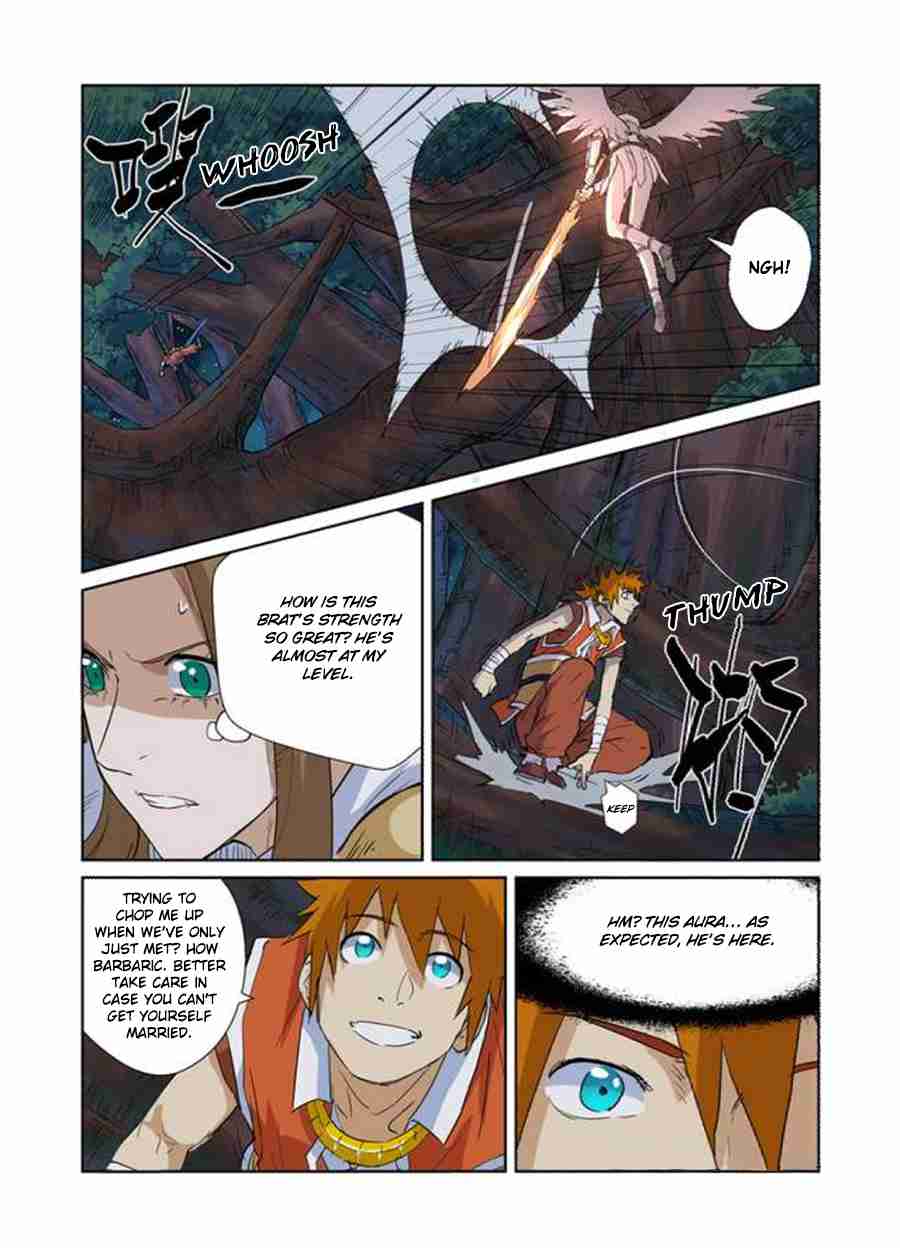 WHOOSH
NGH!
HOW IS THIS
BRAT'S STRENGTH
SO GREAT? HE'S
ALMOST AT MY
LEVEL.
THUMP
KEEP
TRYING TO
CHOP ME UP
WHEN WE'VE ONLY
JUST MET? HOW
BARBARIC. BETTER
TAKE CARE IN
CASE YOU CAN'T
GET YOURSELF
MARRIED.
HM? THIS AURA... AS
EXPECTED, HE'S HERE.